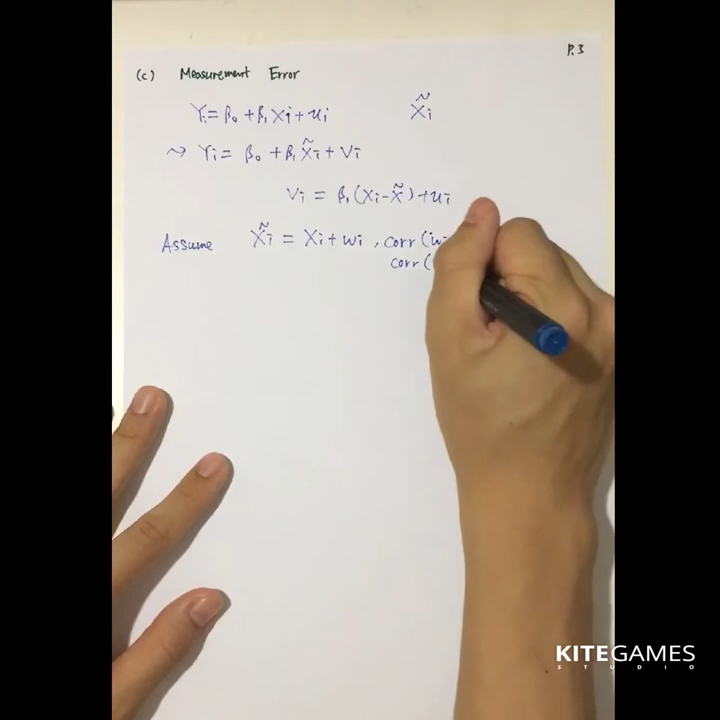 P.3
(c) Measurement Error
Yi = β₀ + β₁Xi + ui X̃i
⤳ Yi = β₀ + β₁X̃i + Vi
Vi = β₁(Xi - X̃) + ui
Assume X̃i = Xi + wi , corr(wi
corr(
KITEGAMES
STUDIO